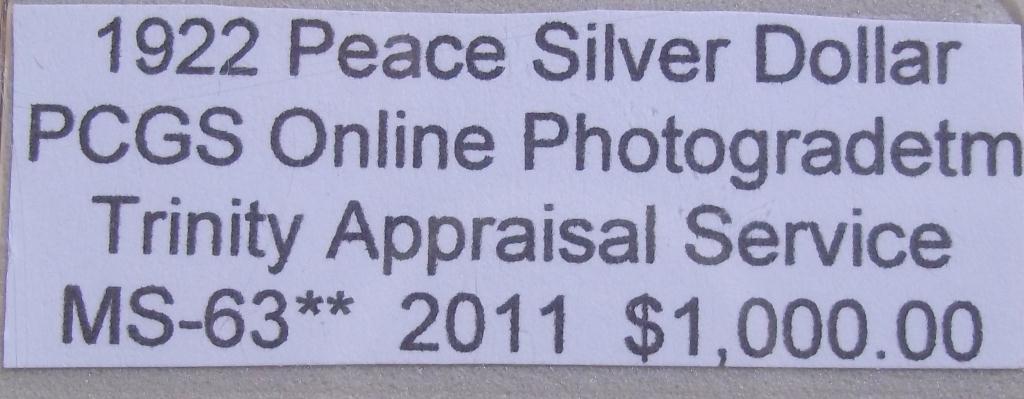 1922 Peace Silver Dollar
PCGS Online Photogradetm
Trinity Appraisal Service
MS-63** 2011 $1,000.00